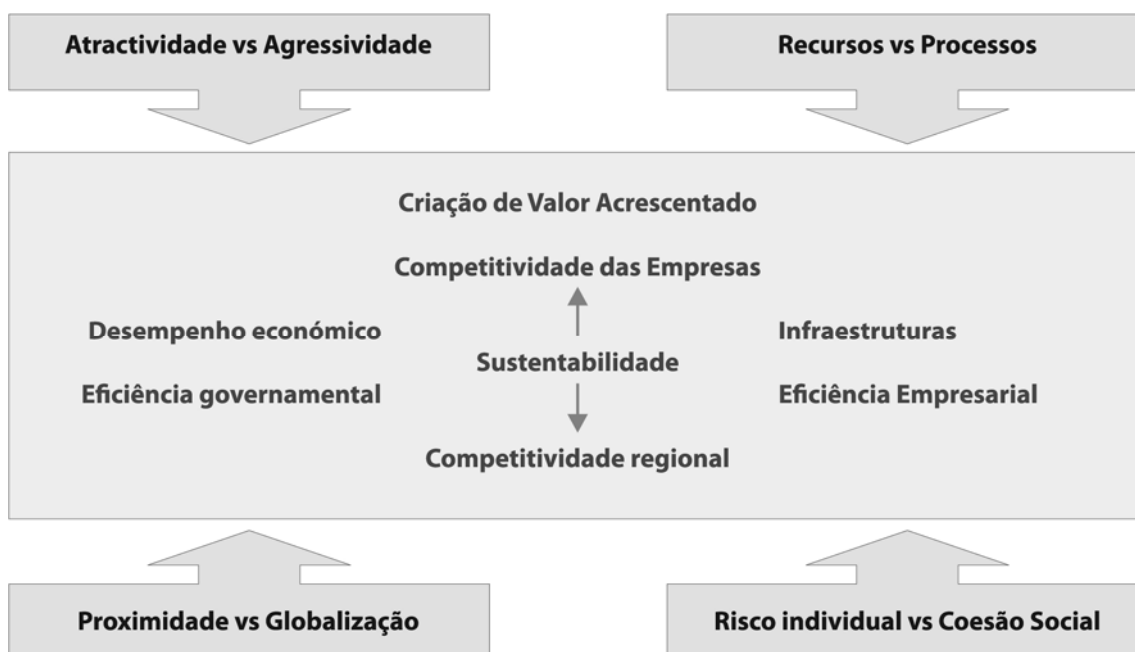 Atractividade vs Agressividade
Recursos vs Processos
Criação de Valor Acrescentado
Competitividade das Empresas
Desempenho económico
Infraestruturas
Sustentabilidade
Eficiência governamental
Eficiência Empresarial
Competitividade regional
Proximidade vs Globalização
Risco individual vs Coesão Social